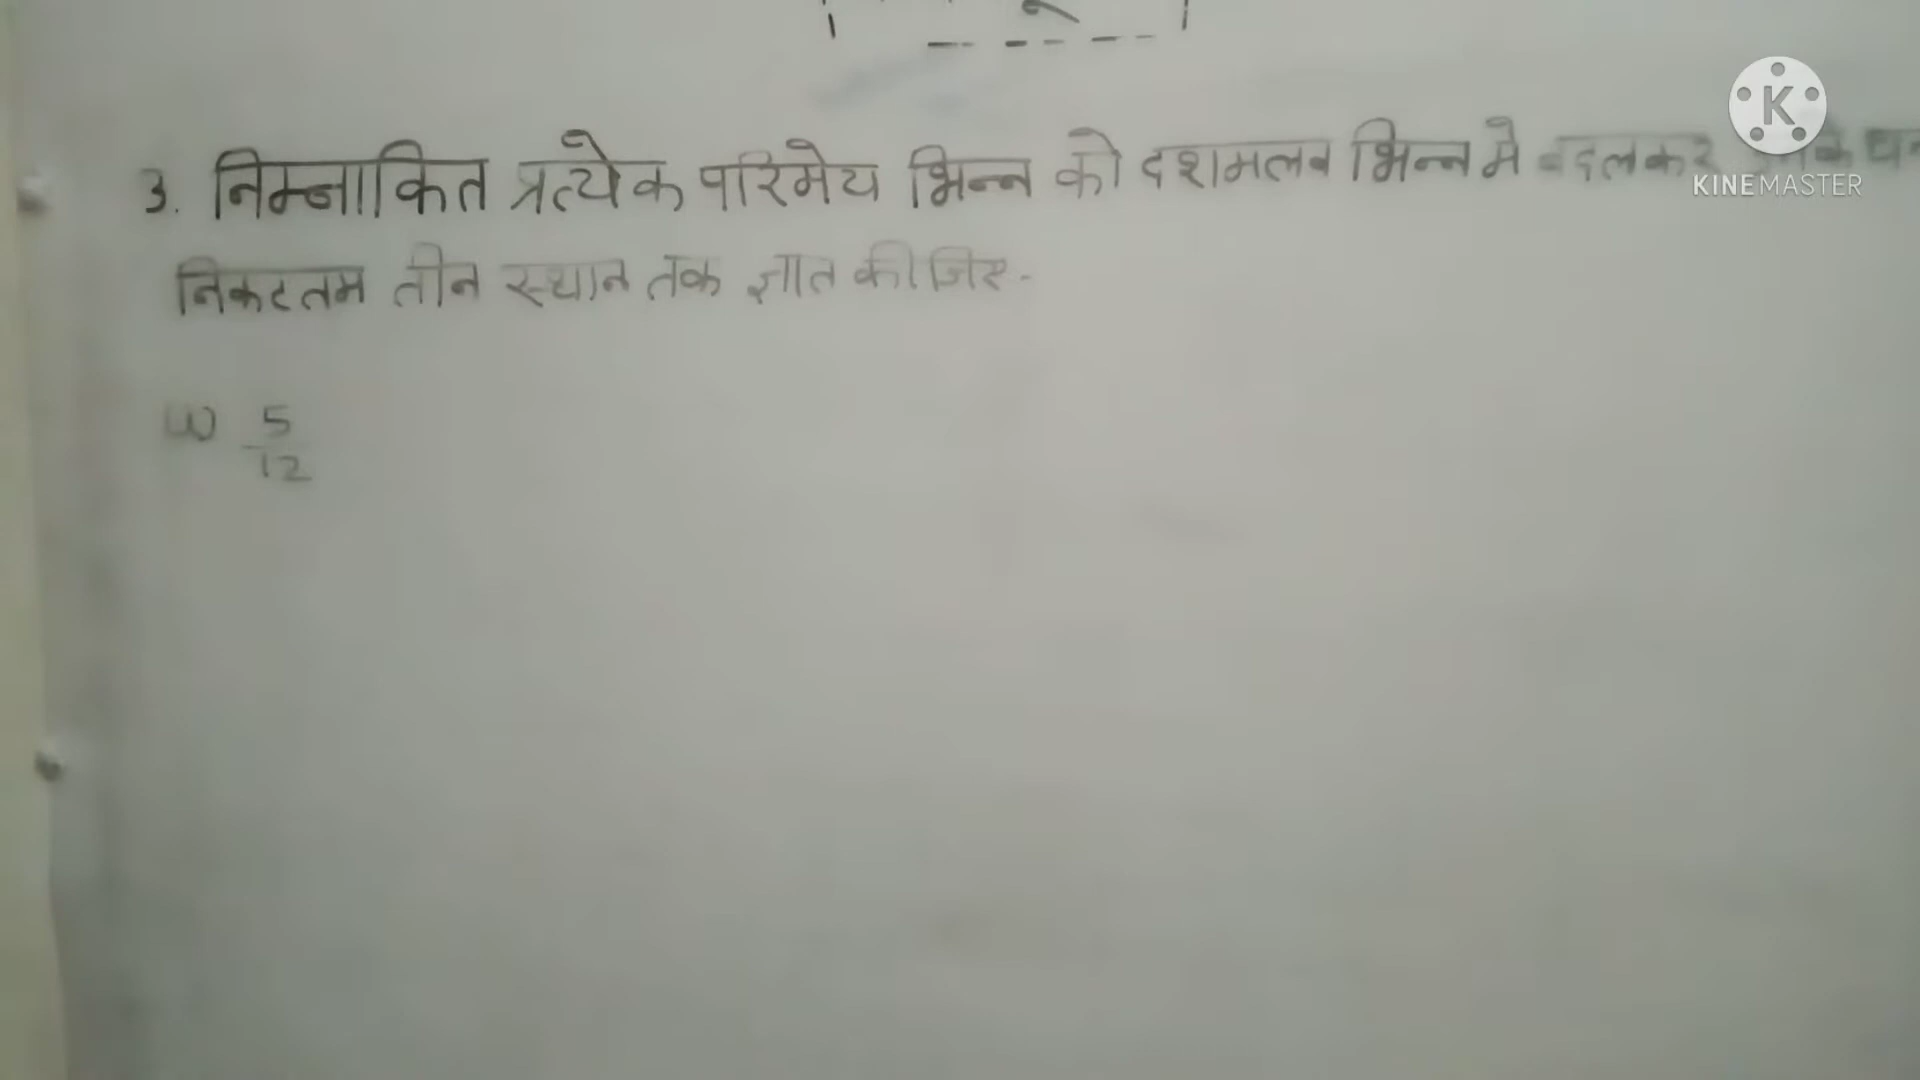 3. निम्नाकित प्रत्येक परिमेय भिन्न को दशमलव भिन्न मे बदलकर
K
KINEMASTER
निकटतम तीन स्थान तक ज्ञात कीजिए-
5
12